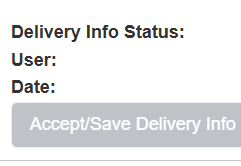 Delivery Info Status:
User:
Date:
Accept/Save Delivery Info